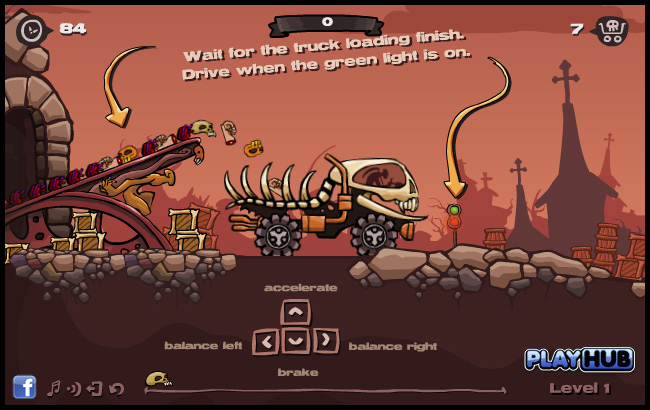 84
0
7
Wait for the truck loading finish.
Drive when the green light is on.
accelerate
balance left
balance right
brake
PLAYHUB
f
Level 1